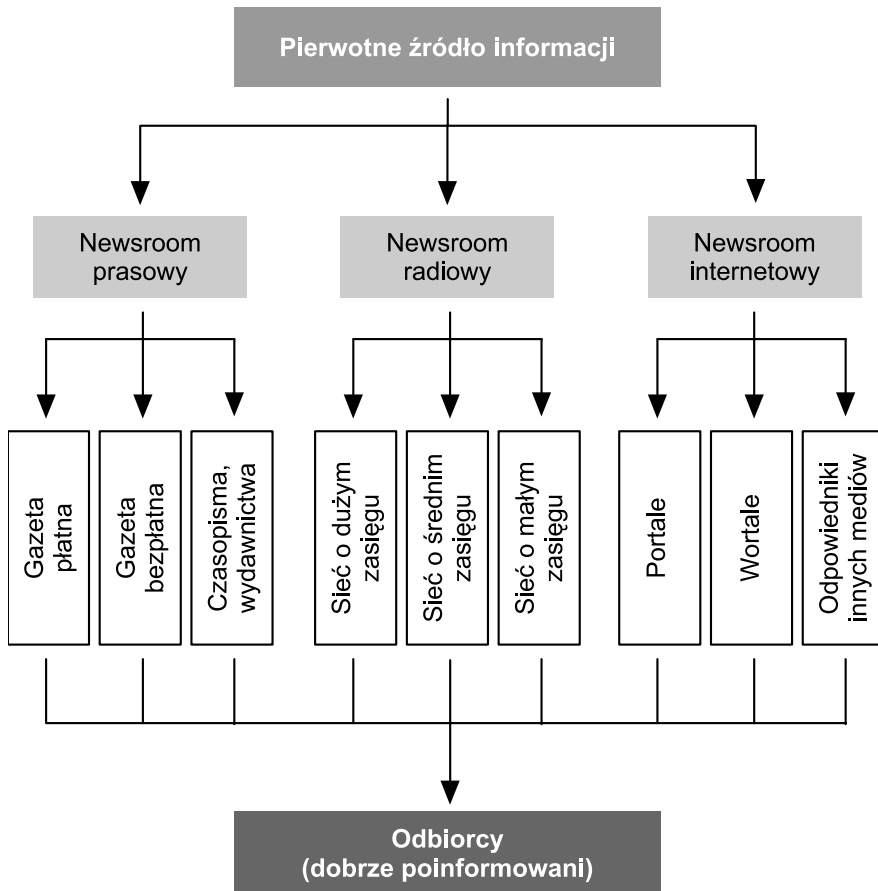 Pierwotne źródło informacji
Newsroom
prasowy
Newsroom
radiowy
Newsroom
internetowy
Gazeta
płatna
Gazeta
bezpłatna
Czasopisma,
wydawnictwa
Sieć o dużym
zasięgu
Sieć o średnim
zasięgu
Sieć o małym
zasięgu
Portale
Wortale
Odpowiedniki
innych mediów
Odbiorcy
(dobrze poinformowani)